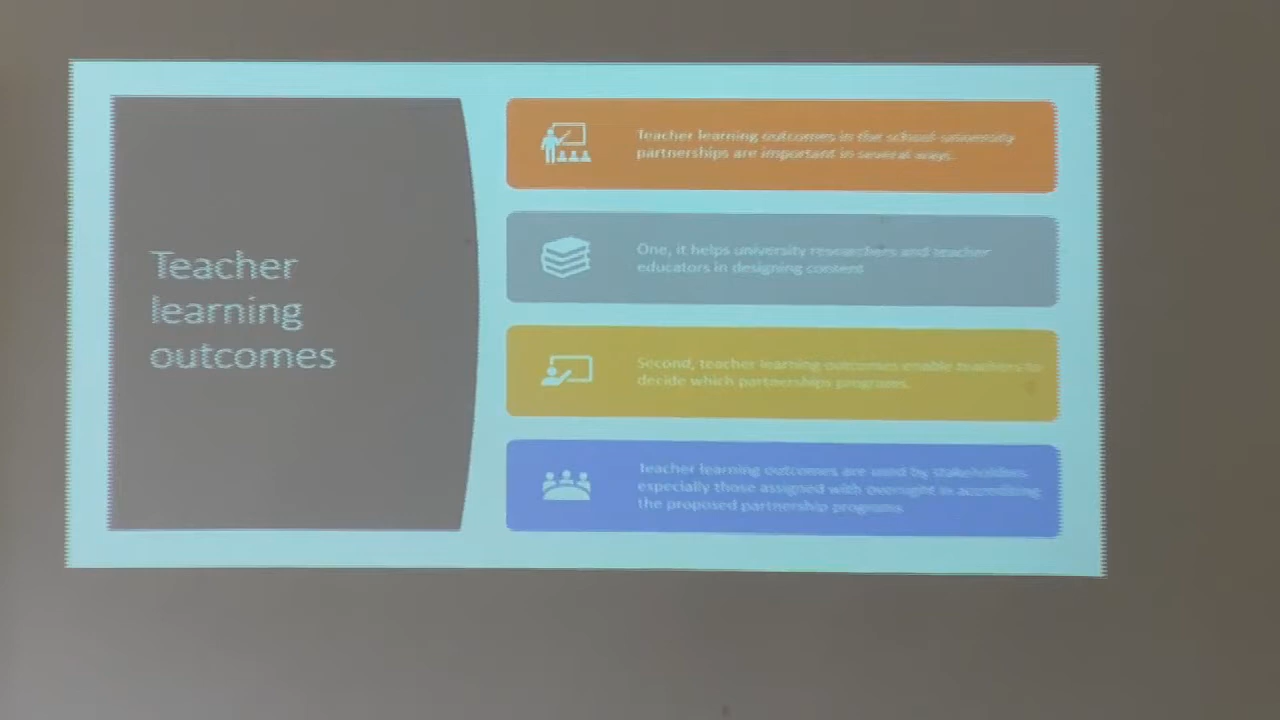 Teacher
learning
outcomes
Teacher learning outcomes in the school-university
partnerships are important in several ways.
One, it helps university researchers and teacher
educators in designing content
Second, teacher learning outcomes enable teachers to
decide which partnerships programs.
Teacher learning outcomes are used by stakeholders
especially those assigned with oversight in accrediting
the proposed partnership programs